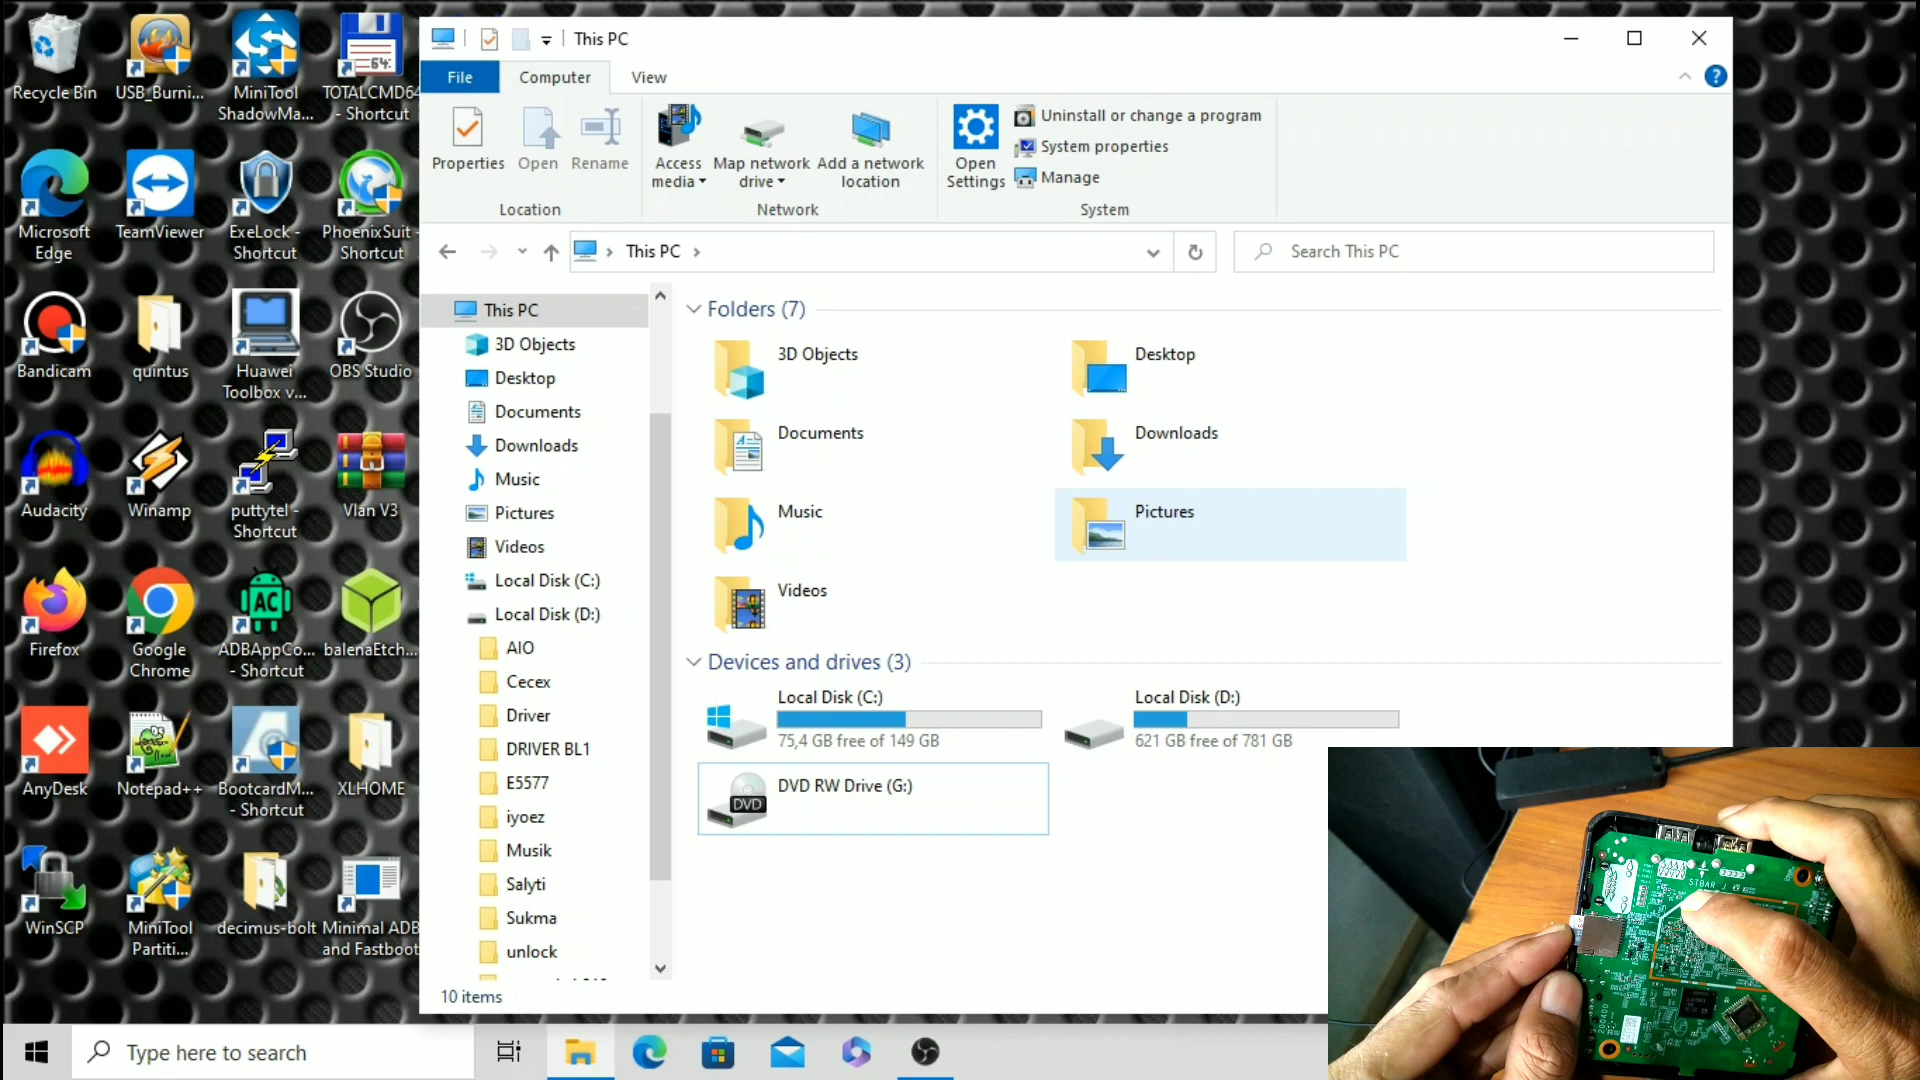 Recycle Bin
USB_Burni...
MiniTool
ShadowMa...
TOTALCMD64
- Shortcut
Microsoft
Edge
TeamViewer
ExeLock -
Shortcut
PhoenixSuit -
Shortcut
Bandicam
quintus
Huawei
Toolbox v...
OBS Studio
Audacity
Winamp
puttytel -
Shortcut
Vlan V3
Firefox
Google
Chrome
ADBAppCo...
- Shortcut
balenaEtch...
AnyDesk
Notepad++
BootcardM...
- Shortcut
XLHOME
WinSCP
MiniTool
Partiti...
decimus-bolt
Minimal ADB
and Fastboot
This PC
File
Computer
View
Properties
Open
Rename
Location
Access
media
Map network
drive
Add a network
location
Network
Open
Settings
Uninstall or change a program
System properties
Manage
System
This PC
Search This PC
This PC
3D Objects
Desktop
Documents
Downloads
Music
Pictures
Videos
Local Disk (C:)
Local Disk (D:)
AIO
Cecex
Driver
DRIVER BL1
E5577
iyoez
Musik
Salyti
Sukma
unlock
Folders (7)
3D Objects
Desktop
Documents
Downloads
Music
Pictures
Videos
Devices and drives (3)
Local Disk (C:)
75,4 GB free of 149 GB
Local Disk (D:)
621 GB free of 781 GB
DVD
DVD RW Drive (G:)
10 items
Type here to search
STBAR J